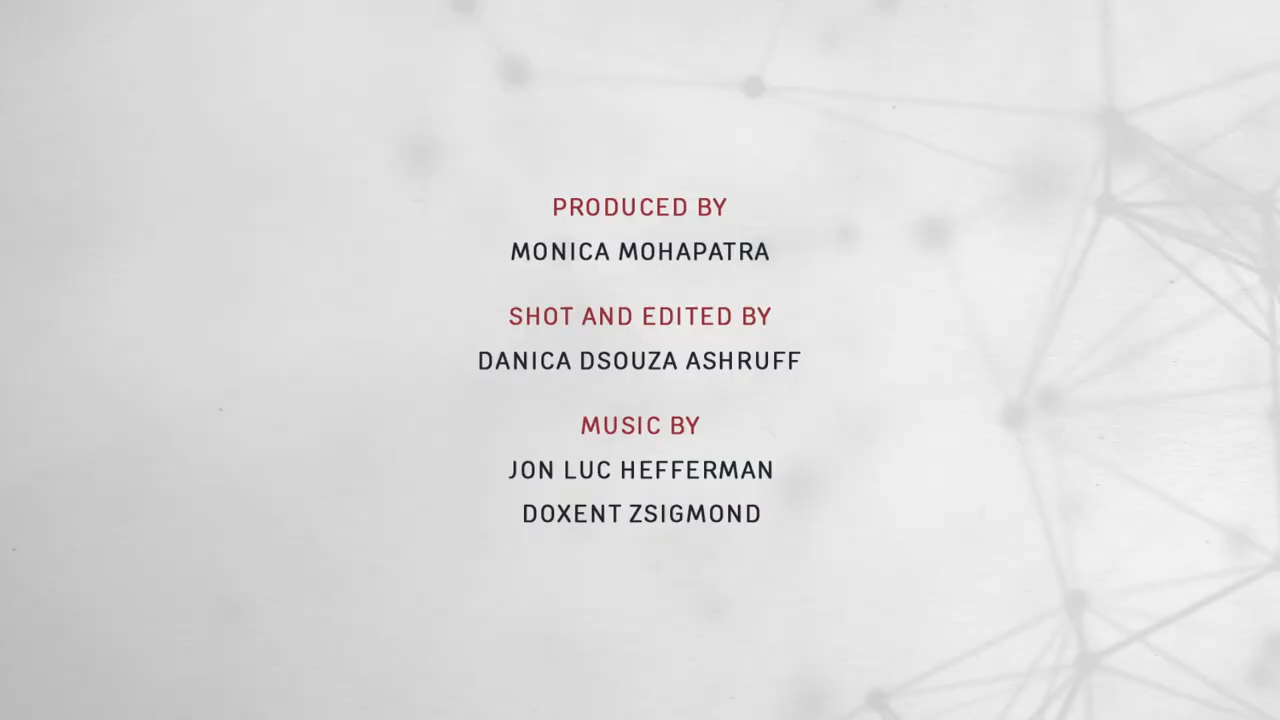 PRODUCED BY
MONICA MOHAPATRA
SHOT AND EDITED BY
DANICA DSOUZA ASHRUFF
MUSIC BY
JON LUC HEFFERMAN
DOXENT ZSIGMOND